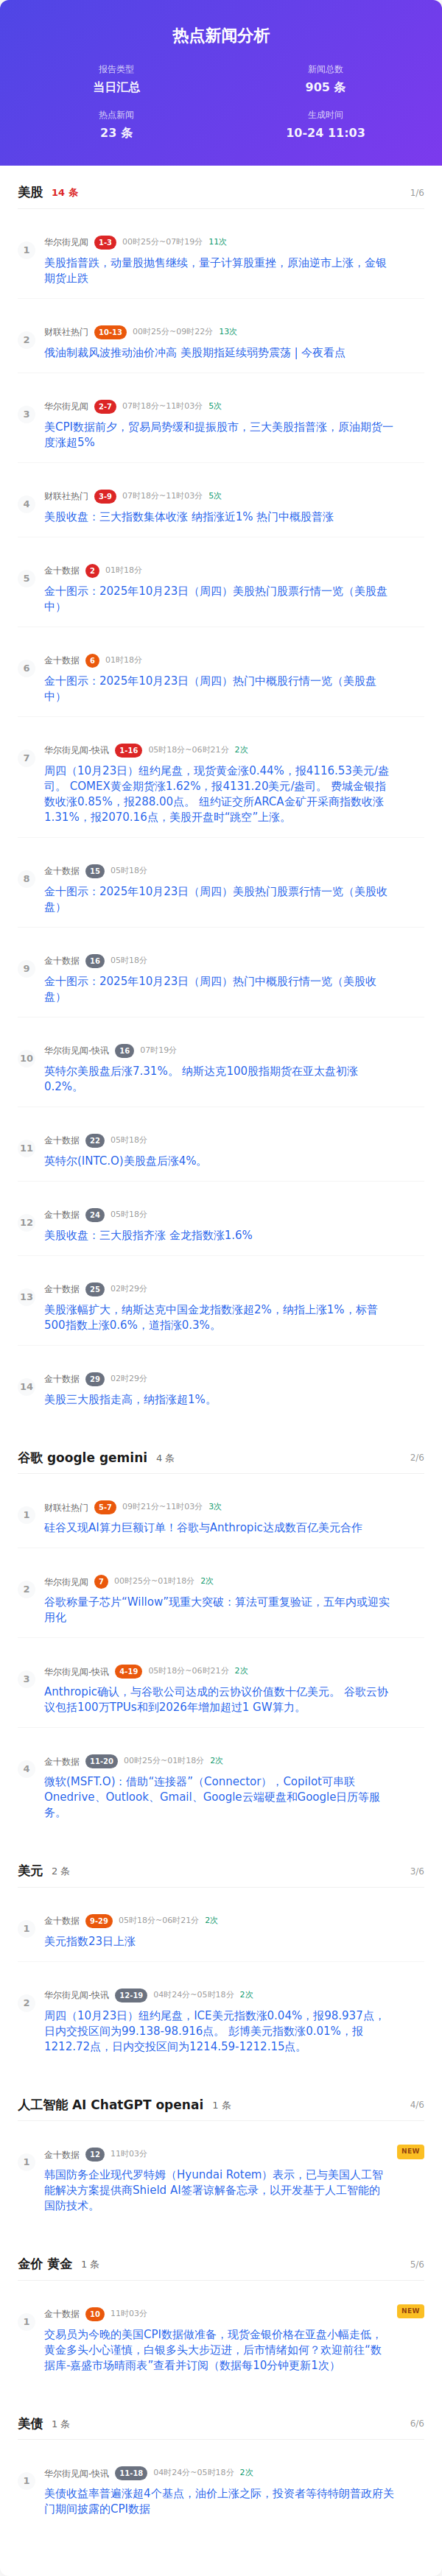 热点新闻分析
报告类型
新闻总数
当日汇总
905 条
热点新闻
生成时间
23 条
10-24 11:03
美股 14 条 1/6
1 华尔街见闻 1-3 00时25分~07时19分 11次
美股指普跌，动量股抛售继续，量子计算股重挫，原油逆市上涨，金银
期货止跌
2 财联社热门 10-13 00时25分~09时22分 13次
俄油制裁风波推动油价冲高 美股期指延续弱势震荡 | 今夜看点
3 华尔街见闻 2-7 07时18分~11时03分 5次
美CPI数据前夕，贸易局势缓和提振股市，三大美股指普涨，原油期货一
度涨超5%
4 财联社热门 3-9 07时18分~11时03分 5次
美股收盘：三大指数集体收涨 纳指涨近1% 热门中概股普涨
5 金十数据 2 01时18分
金十图示：2025年10月23日（周四）美股热门股票行情一览（美股盘
中）
6 金十数据 6 01时18分
金十图示：2025年10月23日（周四）热门中概股行情一览（美股盘
中）
7 华尔街见闻-快讯 1-16 05时18分~06时21分 2次
周四（10月23日）纽约尾盘，现货黄金涨0.44%，报4116.53美元/盎
司。 COMEX黄金期货涨1.62%，报4131.20美元/盎司。 费城金银指
数收涨0.85%，报288.00点。 纽约证交所ARCA金矿开采商指数收涨
1.31%，报2070.16点，美股开盘时“跳空”上涨。
8 金十数据 15 05时18分
金十图示：2025年10月23日（周四）美股热门股票行情一览（美股收
盘）
9 金十数据 16 05时18分
金十图示：2025年10月23日（周四）热门中概股行情一览（美股收
盘）
10 华尔街见闻-快讯 16 07时19分
英特尔美股盘后涨7.31%。 纳斯达克100股指期货在亚太盘初涨
0.2%。
11 金十数据 22 05时18分
英特尔(INTC.O)美股盘后涨4%。
12 金十数据 24 05时18分
美股收盘：三大股指齐涨 金龙指数涨1.6%
13 金十数据 25 02时29分
美股涨幅扩大，纳斯达克中国金龙指数涨超2%，纳指上涨1%，标普
500指数上涨0.6%，道指涨0.3%。
14 金十数据 29 02时29分
美股三大股指走高，纳指涨超1%。
谷歌 google gemini 4 条 2/6
1 财联社热门 5-7 09时21分~11时03分 3次
硅谷又现AI算力巨额订单！谷歌与Anthropic达成数百亿美元合作
2 华尔街见闻 7 00时25分~01时18分 2次
谷歌称量子芯片“Willow”现重大突破：算法可重复验证，五年内或迎实
用化
3 华尔街见闻-快讯 4-19 05时18分~06时21分 2次
Anthropic确认，与谷歌公司达成的云协议价值数十亿美元。 谷歌云协
议包括100万TPUs和到2026年增加超过1 GW算力。
4 金十数据 11-20 00时25分~01时18分 2次
微软(MSFT.O)：借助“连接器”（Connector），Copilot可串联
Onedrive、Outlook、Gmail、Google云端硬盘和Google日历等服
务。
美元 2 条 3/6
1 金十数据 9-29 05时18分~06时21分 2次
美元指数23日上涨
2 华尔街见闻-快讯 12-19 04时24分~05时18分 2次
周四（10月23日）纽约尾盘，ICE美元指数涨0.04%，报98.937点，
日内交投区间为99.138-98.916点。 彭博美元指数涨0.01%，报
1212.72点，日内交投区间为1214.59-1212.15点。
人工智能 AI ChatGPT openai 1 条 4/6
1 金十数据 12 11时03分 NEW
韩国防务企业现代罗特姆（Hyundai Rotem）表示，已与美国人工智
能解决方案提供商Shield AI签署谅解备忘录，以开发基于人工智能的
国防技术。
金价 黄金 1 条 5/6
1 金十数据 10 11时03分 NEW
交易员为今晚的美国CPI数据做准备，现货金银价格在亚盘小幅走低，
黄金多头小心谨慎，白银多头大步迈进，后市情绪如何？欢迎前往“数
据库-嘉盛市场晴雨表”查看并订阅（数据每10分钟更新1次）
美债 1 条 6/6
1 华尔街见闻-快讯 11-18 04时24分~05时18分 2次
美债收益率普遍涨超4个基点，油价上涨之际，投资者等待特朗普政府关
门期间披露的CPI数据